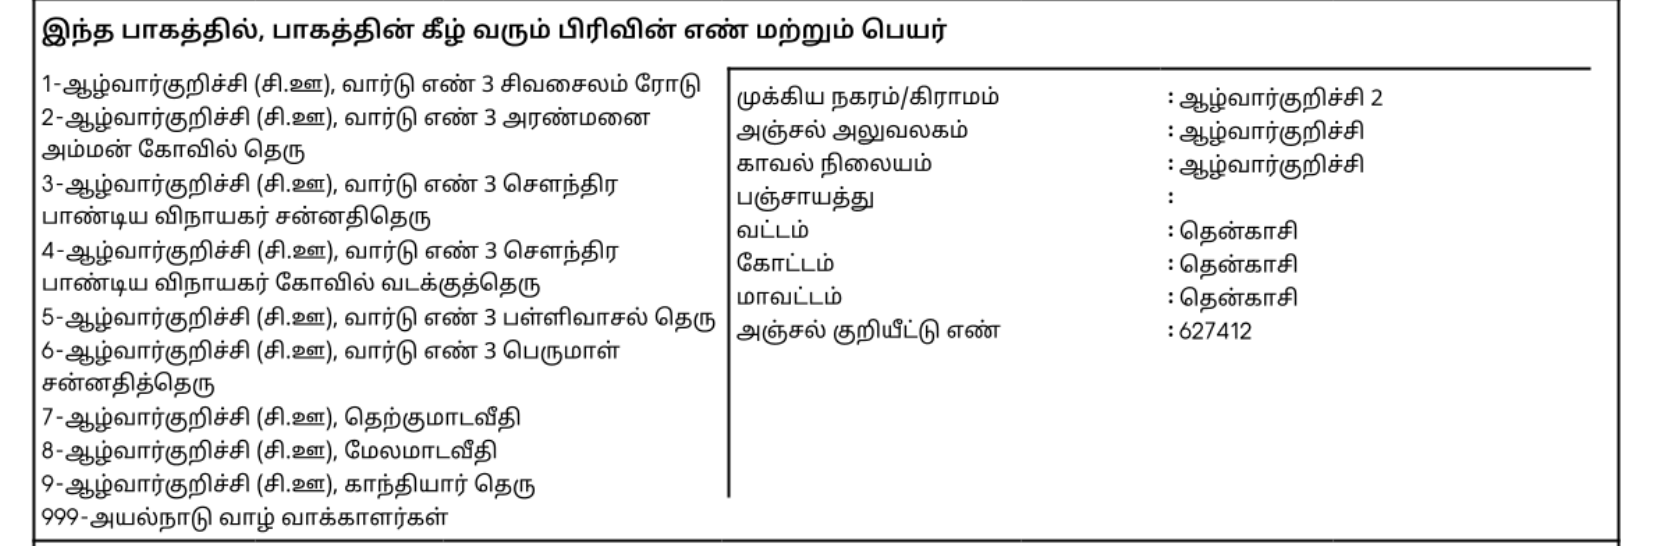 இந்த பாகத்தில், பாகத்தின் கீழ் வரும் பிரிவின் எண் மற்றும் பெயர்
1-ஆழ்வார்குறிச்சி (சி.ஊ), வார்டு எண் 3 சிவசைலம் ரோடு
2-ஆழ்வார்குறிச்சி (சி.ஊ), வார்டு எண் 3 அரண்மனை
அம்மன் கோவில் தெரு
3-ஆழ்வார்குறிச்சி (சி.ஊ), வார்டு எண் 3 சௌந்திர
பாண்டிய விநாயகர் சன்னதிதெரு
4-ஆழ்வார்குறிச்சி (சி.ஊ), வார்டு எண் 3 சௌந்திர
பாண்டிய விநாயகர் கோவில் வடக்குத்தெரு
5-ஆழ்வார்குறிச்சி (சி.ஊ), வார்டு எண் 3 பள்ளிவாசல் தெரு
6-ஆழ்வார்குறிச்சி (சி.ஊ), வார்டு எண் 3 பெருமாள்
சன்னதித்தெரு
7-ஆழ்வார்குறிச்சி (சி.ஊ), தெற்குமாடவீதி
8-ஆழ்வார்குறிச்சி (சி.ஊ), மேலமாடவீதி
9-ஆழ்வார்குறிச்சி (சி.ஊ), காந்தியார் தெரு
999-அயல்நாடு வாழ் வாக்காளர்கள்
முக்கிய நகரம்/கிராமம் : ஆழ்வார்குறிச்சி 2
அஞ்சல் அலுவலகம் : ஆழ்வார்குறிச்சி
காவல் நிலையம் : ஆழ்வார்குறிச்சி
பஞ்சாயத்து :
வட்டம் : தென்காசி
கோட்டம் : தென்காசி
மாவட்டம் : தென்காசி
அஞ்சல் குறியீட்டு எண் : 627412